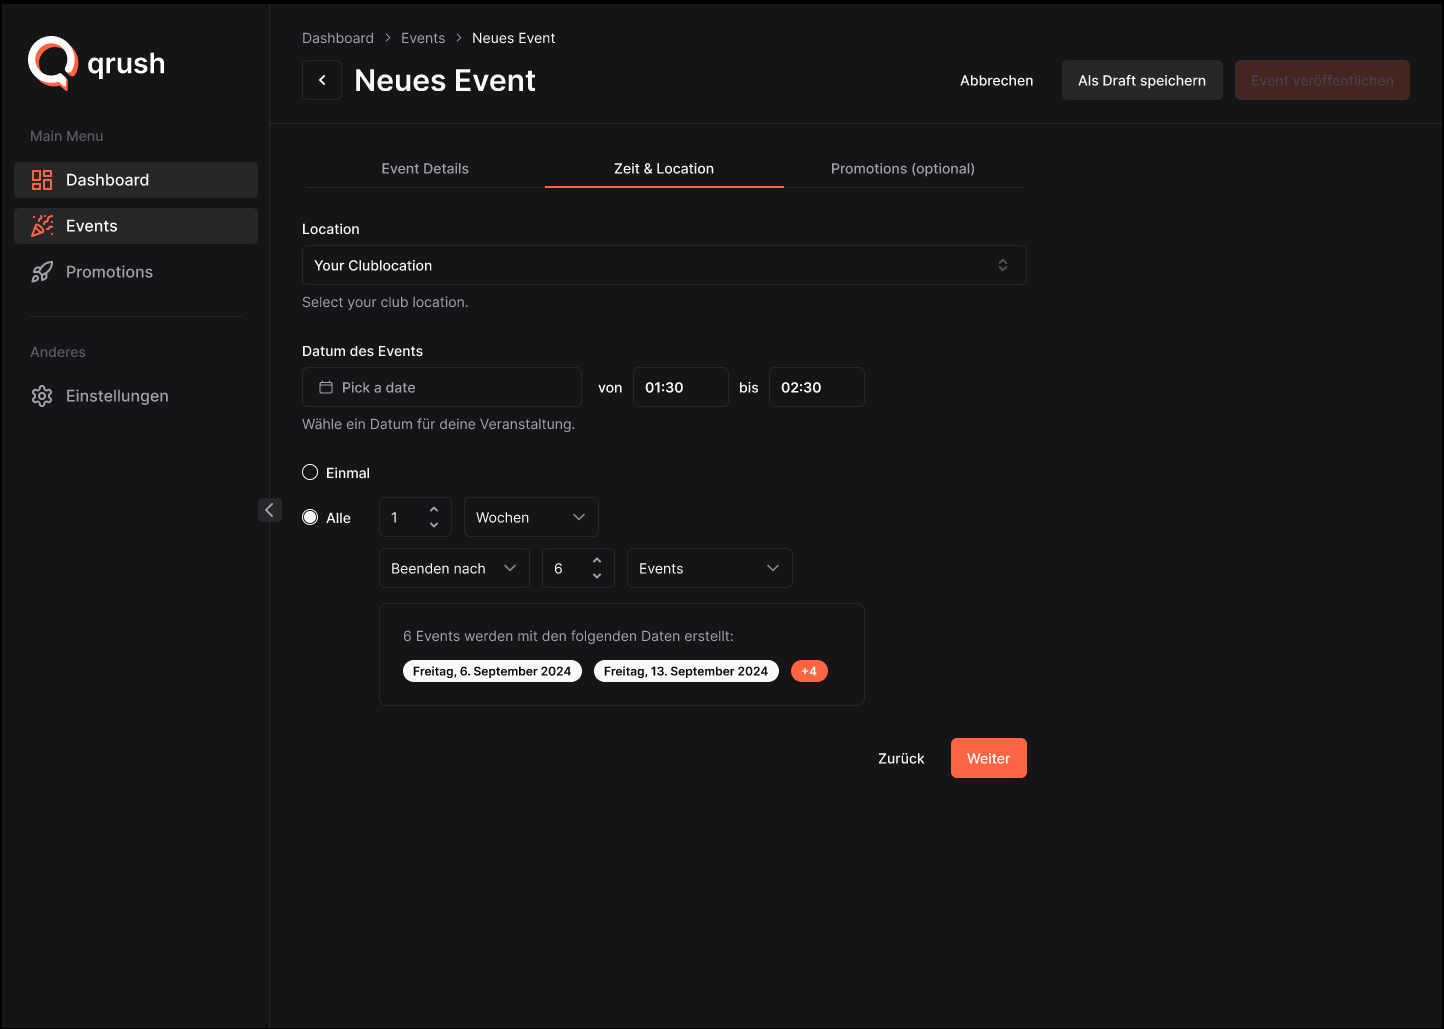 qrush
Main Menu
Dashboard
Events
Promotions
Anderes
Einstellungen
Dashboard > Events > Neues Event
Neues Event
Abbrechen
Als Draft speichern
Event veröffentlichen
Event Details
Zeit & Location
Promotions (optional)
Location
Your Clublocation
Select your club location.
Datum des Events
Pick a date von 01:30 bis 02:30
Wähle ein Datum für deine Veranstaltung.
Einmal
Alle 1 Wochen
Beenden nach 6 Events
6 Events werden mit den folgenden Daten erstellt:
Freitag, 6. September 2024 Freitag, 13. September 2024 +4
Zurück Weiter